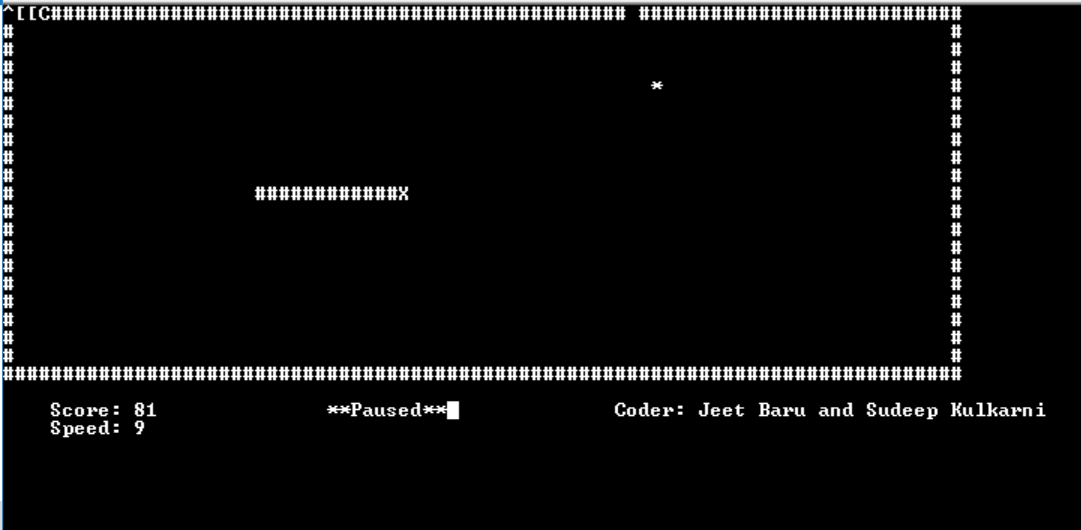 ^[[C
*
############X
Score: 81 **Paused** Coder: Jeet Baru and Sudeep Kulkarni
Speed: 9